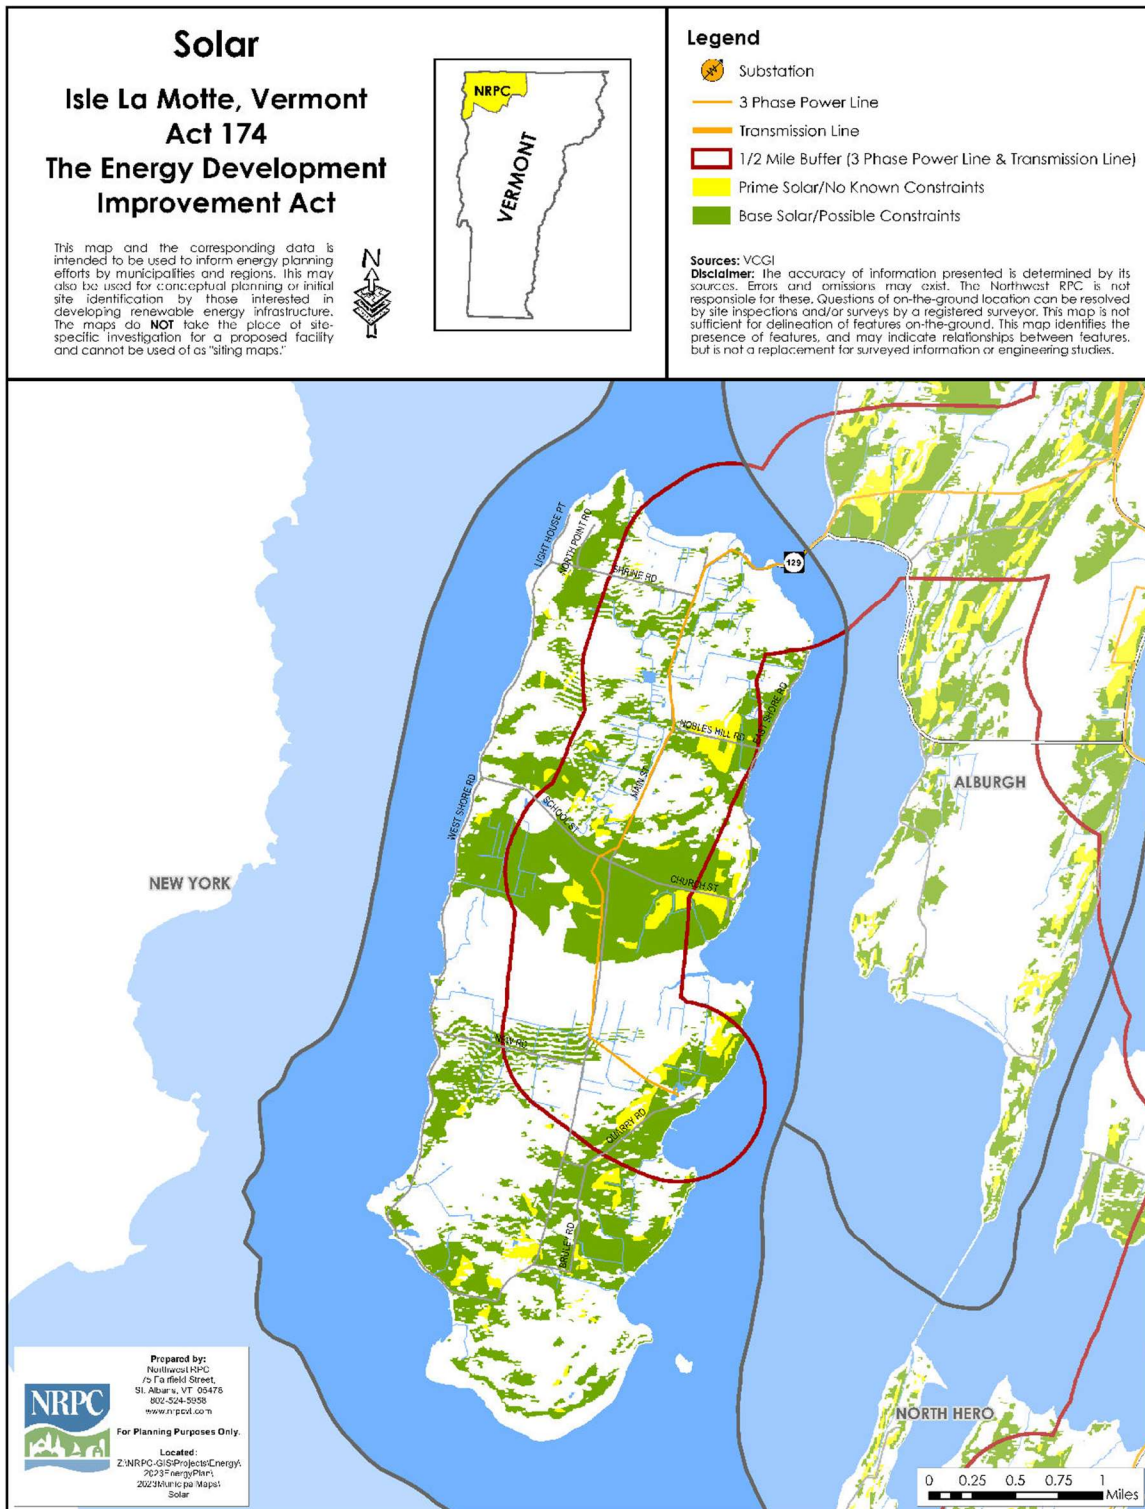 Solar
Isle La Motte, Vermont
Act 174
The Energy Development
Improvement Act
This map and the corresponding data is
intended to be used to inform energy planning
efforts by municipalities and regions. This may
also be used for conceptual planning or initial
site identification by those interested in
developing renewable energy infrastructure.
The maps do NOT take the place of site-
specific investigation for a proposed facility
and cannot be used of as "siting maps."
N
NRPC
VERMONT
Legend
Substation
3 Phase Power Line
Transmission Line
1/2 Mile Buffer (3 Phase Power Line & Transmission Line)
Prime Solar/No Known Constraints
Base Solar/Possible Constraints
Sources: VCGI
Disclaimer: The accuracy of information presented is determined by its
sources. Errors and omissions may exist. The Northwest RPC is not
responsible for these. Questions of on-the-ground location can be resolved
by site inspections and/or surveys by a registered surveyor. This map is not
sufficient for delineation of features on-the-ground. This map identifies the
presence of features, and may indicate relationships between features,
but is not a replacement for surveyed information or engineering studies.
LIGHT HOUSE PT
NORTH POINT RD
SHRINE RD
129
NOBLES HILL RD
EAST SHORE RD
MAIN ST
WEST SHORE RD
SCHOOL ST
CHURCH ST
ALBURGH
NEW YORK
NEW RD
QUARRY RD
BRULEY RD
NORTH HERO
Prepared by:
Northwest RPC
75 Fairfield Street,
St. Albans, VT 05478
802-524-5958
www.nrpcvt.com
NRPC
For Planning Purposes Only.
Located:
Z:\NRPC-GIS\Projects\Energy\
2023EnergyPlan\
2023MunicipalMaps\
Solar
0 0.25 0.5 0.75 1
Miles